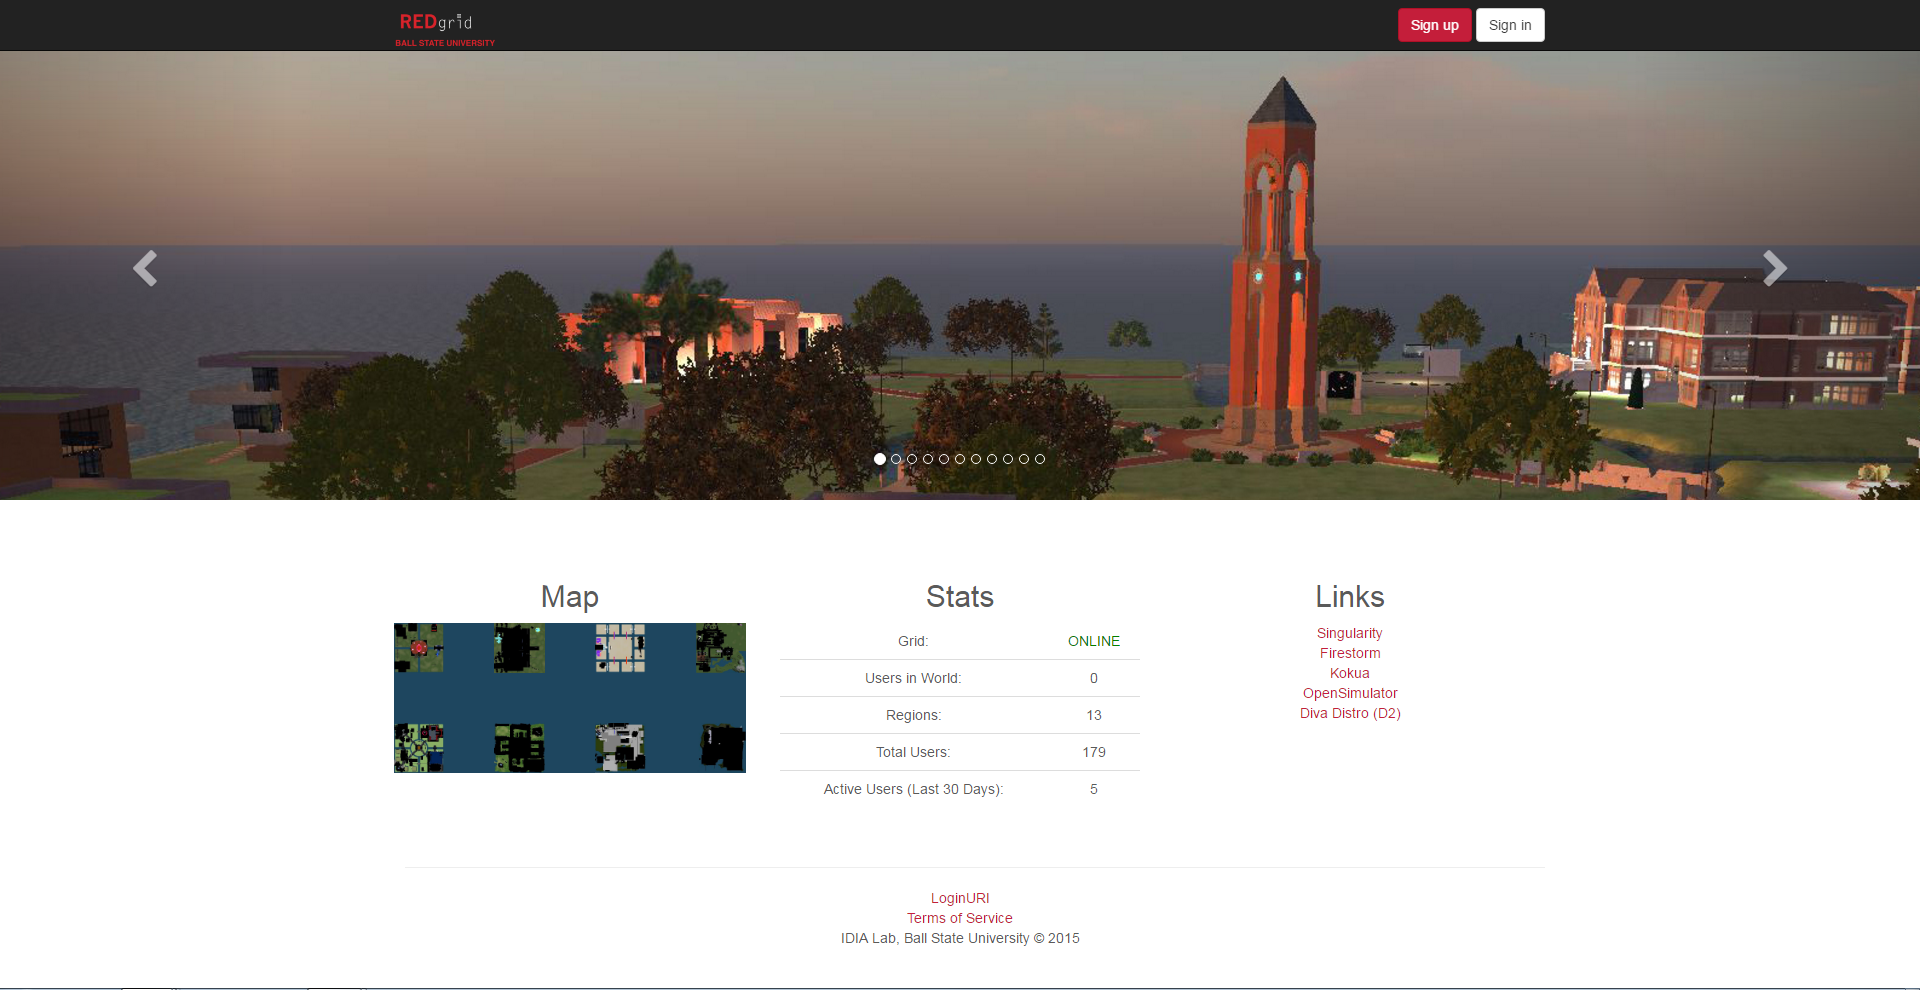 REDgrid
BALL STATE UNIVERSITY
Sign up
Sign in
Map
Stats
Grid: ONLINE
Users in World: 0
Regions: 13
Total Users: 179
Active Users (Last 30 Days): 5
Links
Singularity
Firestorm
Kokua
OpenSimulator
Diva Distro (D2)
LoginURI
Terms of Service
IDIA Lab, Ball State University © 2015